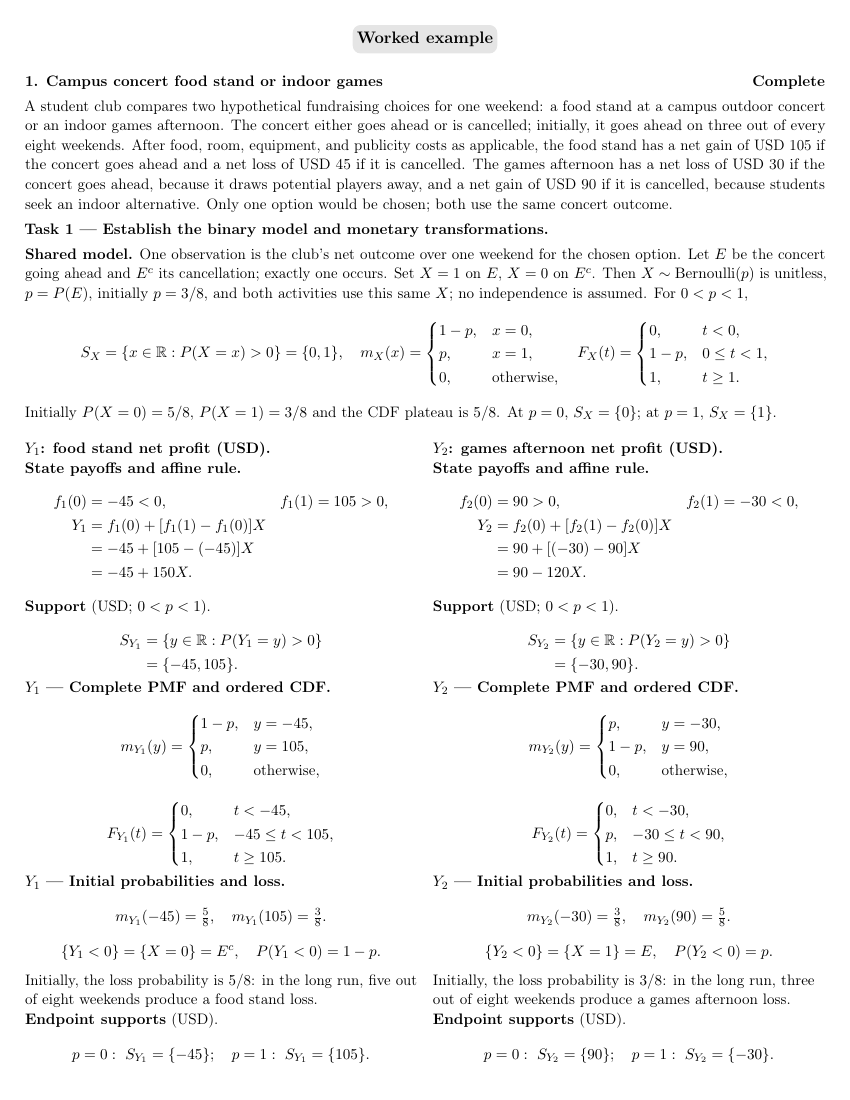 Worked example
1. Campus concert food stand or indoor games Complete
A student club compares two hypothetical fundraising choices for one weekend: a food stand at a campus outdoor concert
or an indoor games afternoon. The concert either goes ahead or is cancelled; initially, it goes ahead on three out of every
eight weekends. After food, room, equipment, and publicity costs as applicable, the food stand has a net gain of USD 105 if
the concert goes ahead and a net loss of USD 45 if it is cancelled. The games afternoon has a net loss of USD 30 if the
concert goes ahead, because it draws potential players away, and a net gain of USD 90 if it is cancelled, because students
seek an indoor alternative. Only one option would be chosen; both use the same concert outcome.
Task 1 — Establish the binary model and monetary transformations.
Shared model. One observation is the club's net outcome over one weekend for the chosen option. Let E be the concert
going ahead and E^c its cancellation; exactly one occurs. Set X = 1 on E, X = 0 on E^c. Then X ∼ Bernoulli(p) is unitless,
p = P(E), initially p = 3/8, and both activities use this same X; no independence is assumed. For 0 < p < 1,
S_X = {x ∈ ℝ : P(X = x) > 0} = {0, 1}, m_X(x) = { 1 − p, x = 0, p, x = 1, 0, otherwise, F_X(t) = { 0, t < 0, 1 − p, 0 ≤ t < 1, 1, t ≥ 1.
Initially P(X = 0) = 5/8, P(X = 1) = 3/8 and the CDF plateau is 5/8. At p = 0, S_X = {0}; at p = 1, S_X = {1}.
Y_1: food stand net profit (USD).
State payoffs and affine rule.
f_1(0) = −45 < 0, f_1(1) = 105 > 0,
Y_1 = f_1(0) + [f_1(1) − f_1(0)]X
= −45 + [105 − (−45)]X
= −45 + 150X.
Support (USD; 0 < p < 1).
S_{Y_1} = {y ∈ ℝ : P(Y_1 = y) > 0}
= {−45, 105}.
Y_1 — Complete PMF and ordered CDF.
m_{Y_1}(y) = { 1 − p, y = −45,
p, y = 105,
0, otherwise,
F_{Y_1}(t) = { 0, t < −45,
1 − p, −45 ≤ t < 105,
1, t ≥ 105.
Y_1 — Initial probabilities and loss.
m_{Y_1}(−45) = 5/8, m_{Y_1}(105) = 3/8.
{Y_1 < 0} = {X = 0} = E^c, P(Y_1 < 0) = 1 − p.
Initially, the loss probability is 5/8: in the long run, five out
of eight weekends produce a food stand loss.
Endpoint supports (USD).
p = 0 : S_{Y_1} = {−45}; p = 1 : S_{Y_1} = {105}.
Y_2: games afternoon net profit (USD).
State payoffs and affine rule.
f_2(0) = 90 > 0, f_2(1) = −30 < 0,
Y_2 = f_2(0) + [f_2(1) − f_2(0)]X
= 90 + [(−30) − 90]X
= 90 − 120X.
Support (USD; 0 < p < 1).
S_{Y_2} = {y ∈ ℝ : P(Y_2 = y) > 0}
= {−30, 90}.
Y_2 — Complete PMF and ordered CDF.
m_{Y_2}(y) = { p, y = −30,
1 − p, y = 90,
0, otherwise,
F_{Y_2}(t) = { 0, t < −30,
p, −30 ≤ t < 90,
1, t ≥ 90.
Y_2 — Initial probabilities and loss.
m_{Y_2}(−30) = 3/8, m_{Y_2}(90) = 5/8.
{Y_2 < 0} = {X = 1} = E, P(Y_2 < 0) = p.
Initially, the loss probability is 3/8: in the long run, three
out of eight weekends produce a games afternoon loss.
Endpoint supports (USD).
p = 0 : S_{Y_2} = {90}; p = 1 : S_{Y_2} = {−30}.